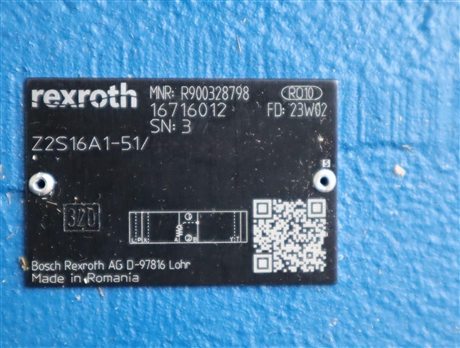 rexroth MNR: R900328798 RO10
16716012 FD: 23W02
SN: 3
Z2S16A1-51/
S
320
Bosch Rexroth AG D-97816 Lohr
Made in Romania